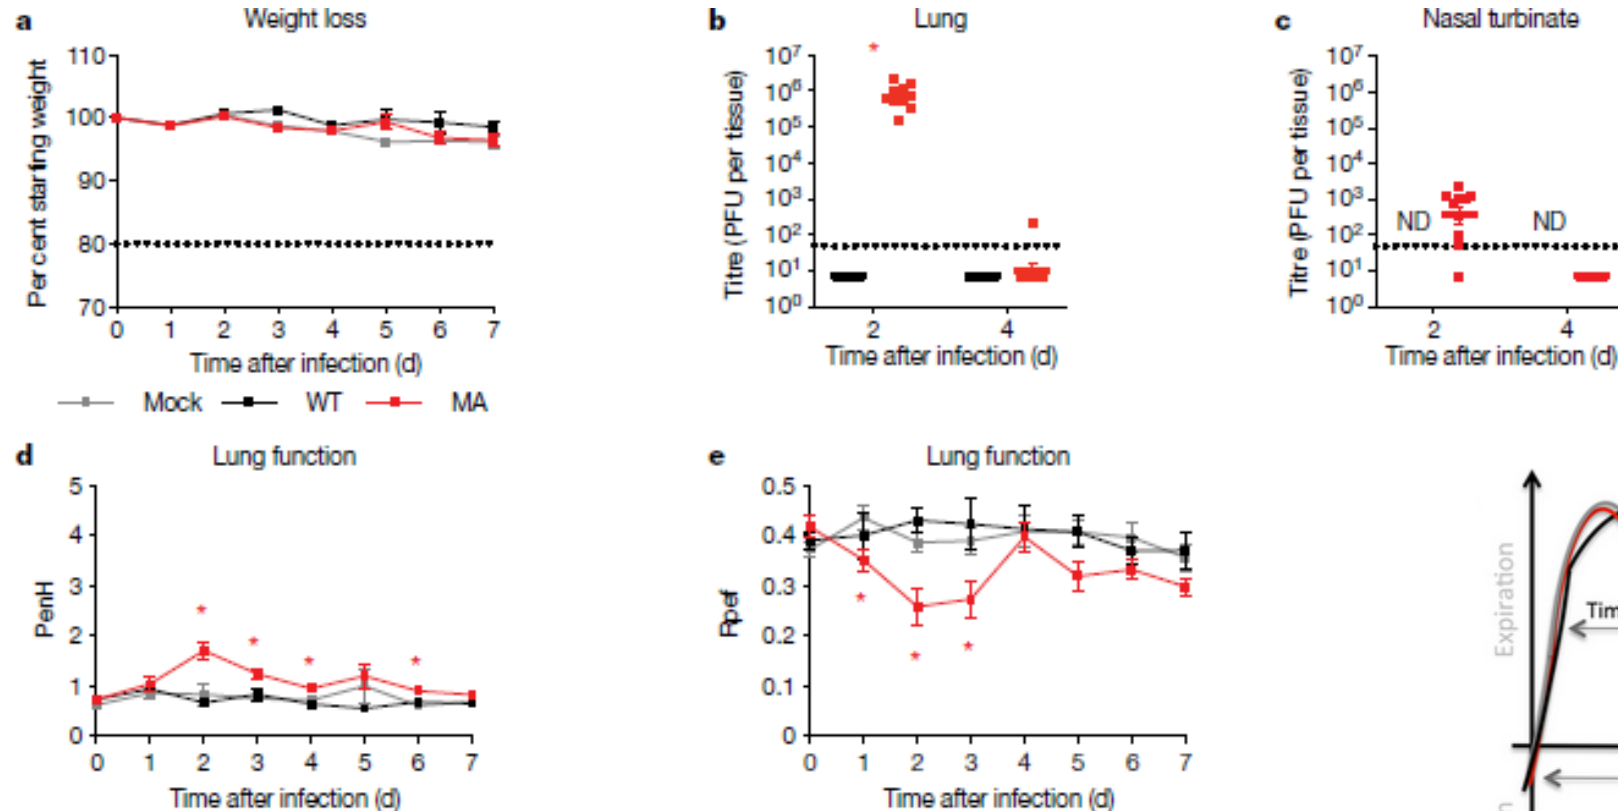 a
Weight loss
Percent starting weight
110
100
90
80
70
0 1 2 3 4 5 6 7
Time after infection (d)
Mock WT MA
b
Lung
*
Titre (PFU per tissue)
10⁷
10⁶
10⁵
10⁴
10³
10²
10¹
10⁰
2 4
Time after infection (d)
c
Nasal turbinate
Titre (PFU per tissue)
10⁷
10⁶
10⁵
10⁴
10³
10²
10¹
10⁰
ND ND
2 4
Time after infection (d)
d
Lung function
PenH
5
4
3
2
1
0
* * * *
0 1 2 3 4 5 6 7
Time after infection (d)
e
Lung function
Rpef
0.5
0.4
0.3
0.2
0.1
0
* * *
0 1 2 3 4 5 6 7
Time after infection (d)
Expiration
Tim